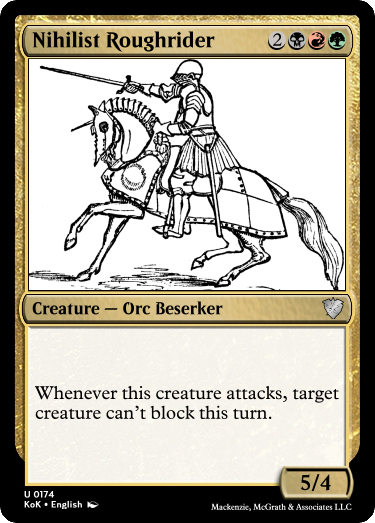 Nihilist Roughrider 2
Creature — Orc Beserker
Whenever this creature attacks, target
creature can't block this turn.
5/4
U 0174
KoK • English
Mackenzie, McGrath & Associates LLC